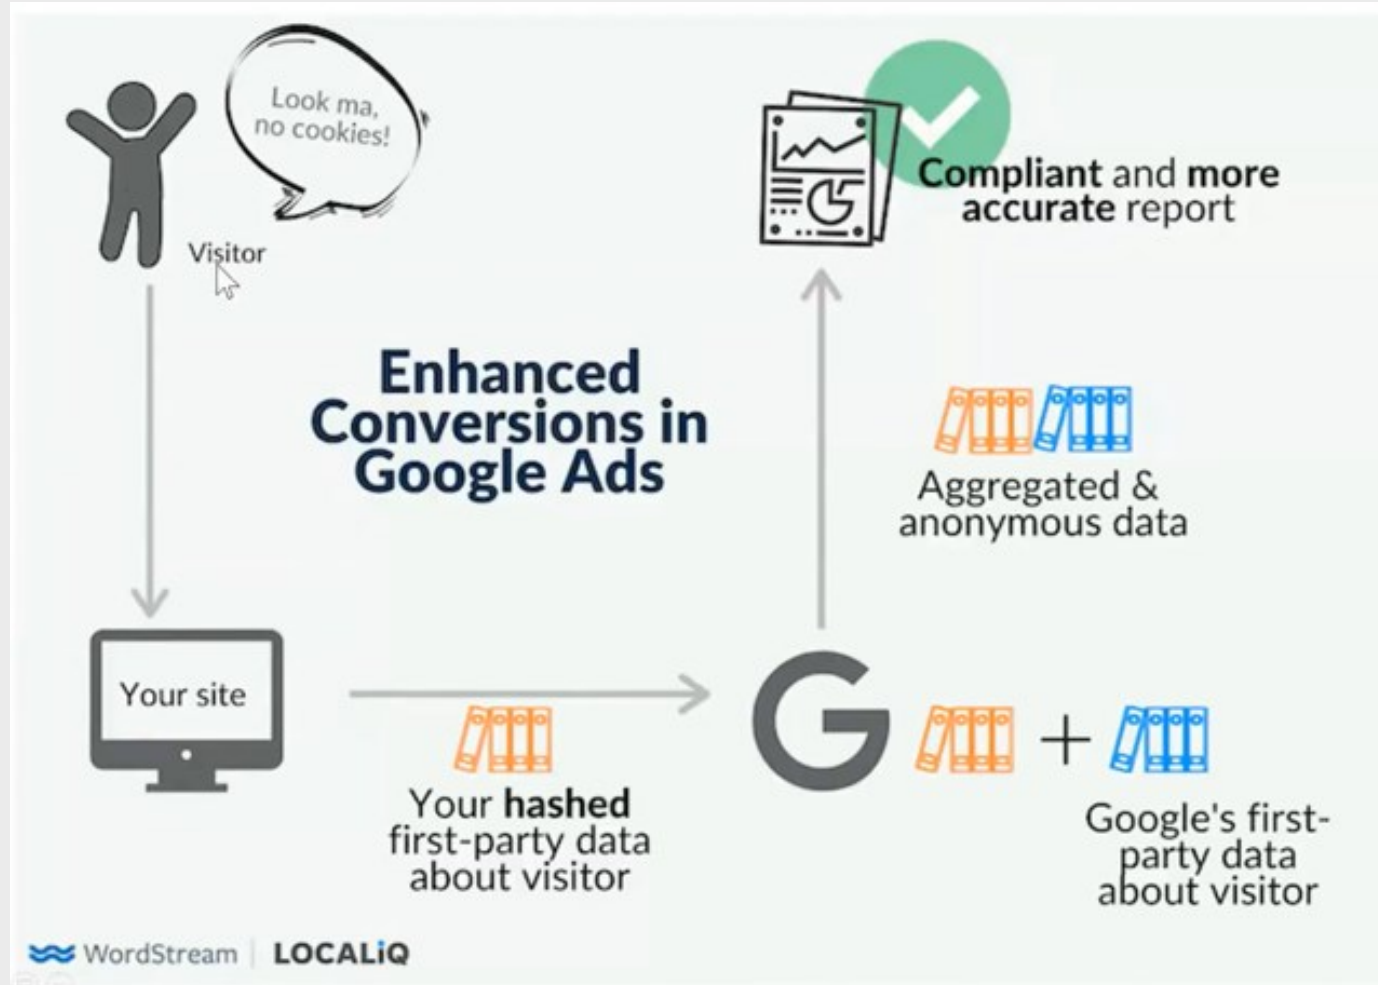 Look ma,
no cookies!
Visitor
Compliant and more
accurate report
Enhanced
Conversions in
Google Ads
Aggregated &
anonymous data
Your site
Your hashed
first-party data
about visitor
G
+
Google's first-
party data
about visitor
WordStream | LOCALiQ